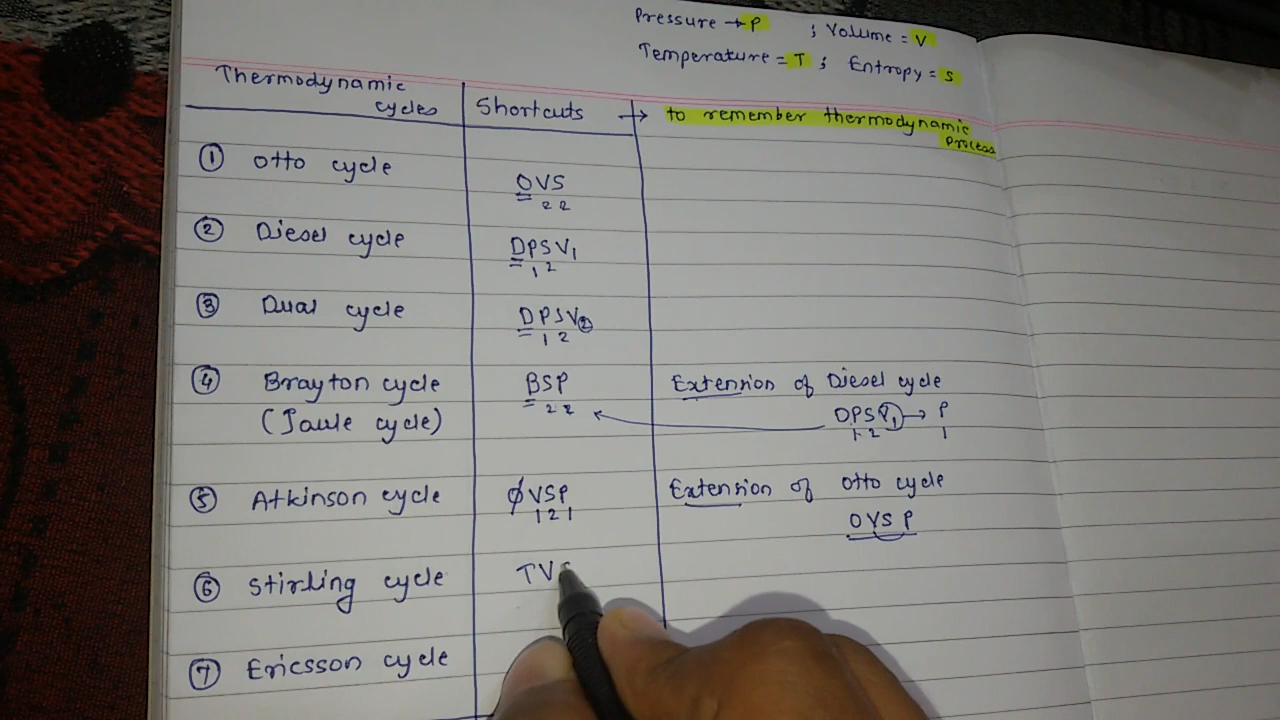 Pressure → P ; Volume = V
Temperature = T ; Entropy = S
Thermodynamic cycles
Shortcuts → to remember thermodynamic process
① Otto cycle
OVS
2 2
② Diesel cycle
DPSV1
1 2
③ Dual cycle
DPSV②
1 2
④ Brayton cycle
(Joule cycle)
BSP
2 2
Extension of Diesel cycle
DPSV1 → P
1 2 1
⑤ Atkinson cycle
OVSP
1 2 1
Extension of Otto cycle
OVSP
⑥ Stirling cycle
TV
⑦ Ericsson cycle